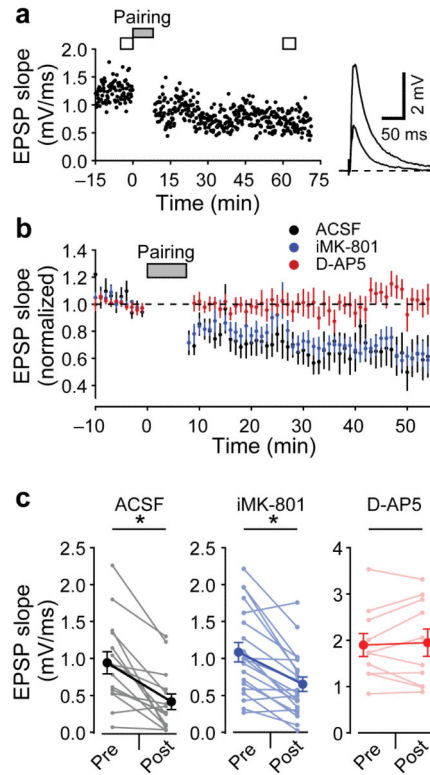 a
Pairing
EPSP slope
(mV/ms)
2.0
1.5
1.0
0.5
0
–15 0 15 30 45 60 75
Time (min)
2 mV
50 ms
b
Pairing
ACSF
iMK-801
D-AP5
EPSP slope
(normalized)
1.4
1.2
1.0
0.8
0.6
0.4
–10 0 10 20 30 40 50
Time (min)
c
ACSF
iMK-801
D-AP5
*
*
EPSP slope
(mV/ms)
2.5
2.0
1.5
1.0
0.5
0
2.5
2.0
1.5
1.0
0.5
0
4
3
2
1
0
Pre Post
Pre Post
Pre Post